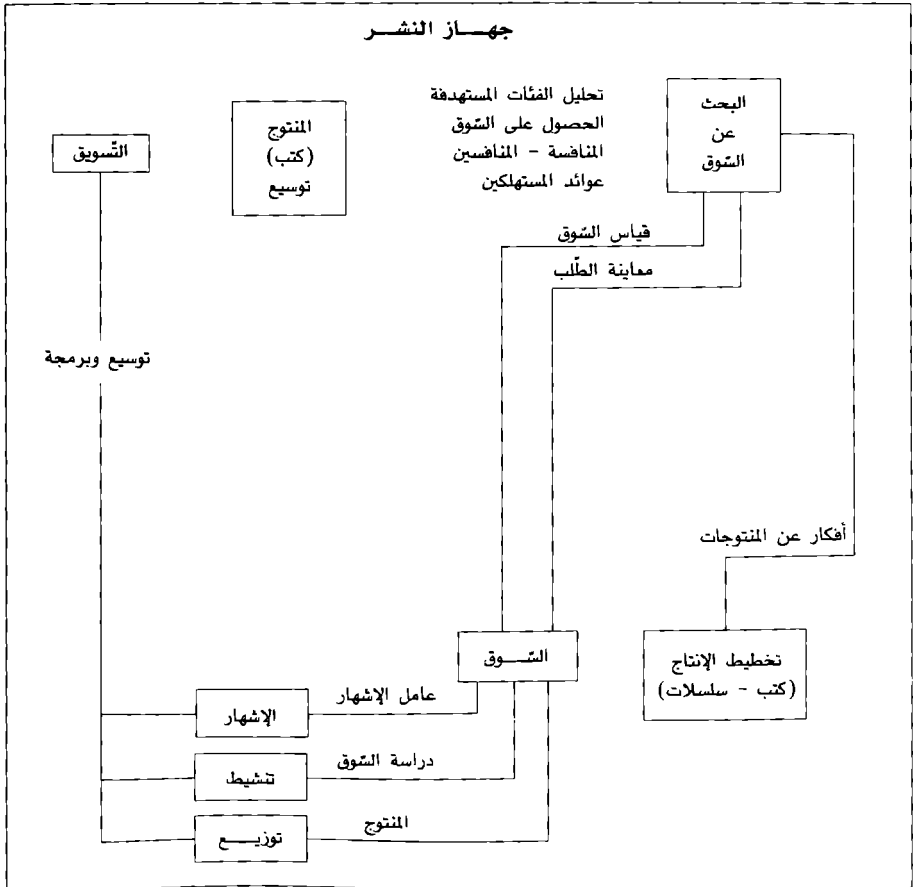 جهـــاز النشـــر
البحث
عن
السّوق
تحليل الفئات المستهدفة
الحصول على السّوق
المنافسة – المنافسين
عوائد المستهلكين
المنتوج
(كتب)
توسيع
التّسويق
قياس السّوق
معاينة الطّلب
توسيع وبرمجة
أفكار عن المنتوجات
تخطيط الإنتاج
(كتب – سلسلات)
السّـــوق
عامل الإشهار
الإشهار
دراسة السّوق
تنشيط
المنتوج
توزيـــع